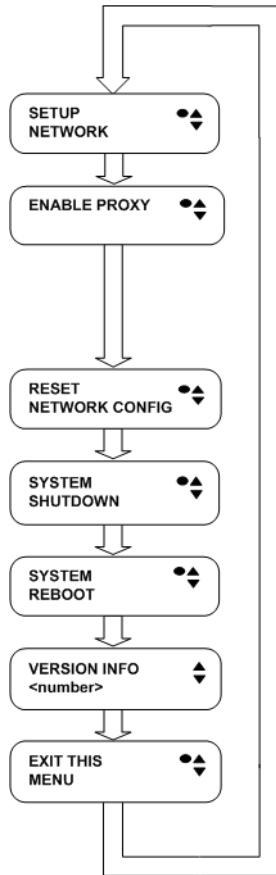 SETUP
NETWORK
ENABLE PROXY
RESET
NETWORK CONFIG
SYSTEM
SHUTDOWN
SYSTEM
REBOOT
VERSION INFO
<number>
EXIT THIS
MENU